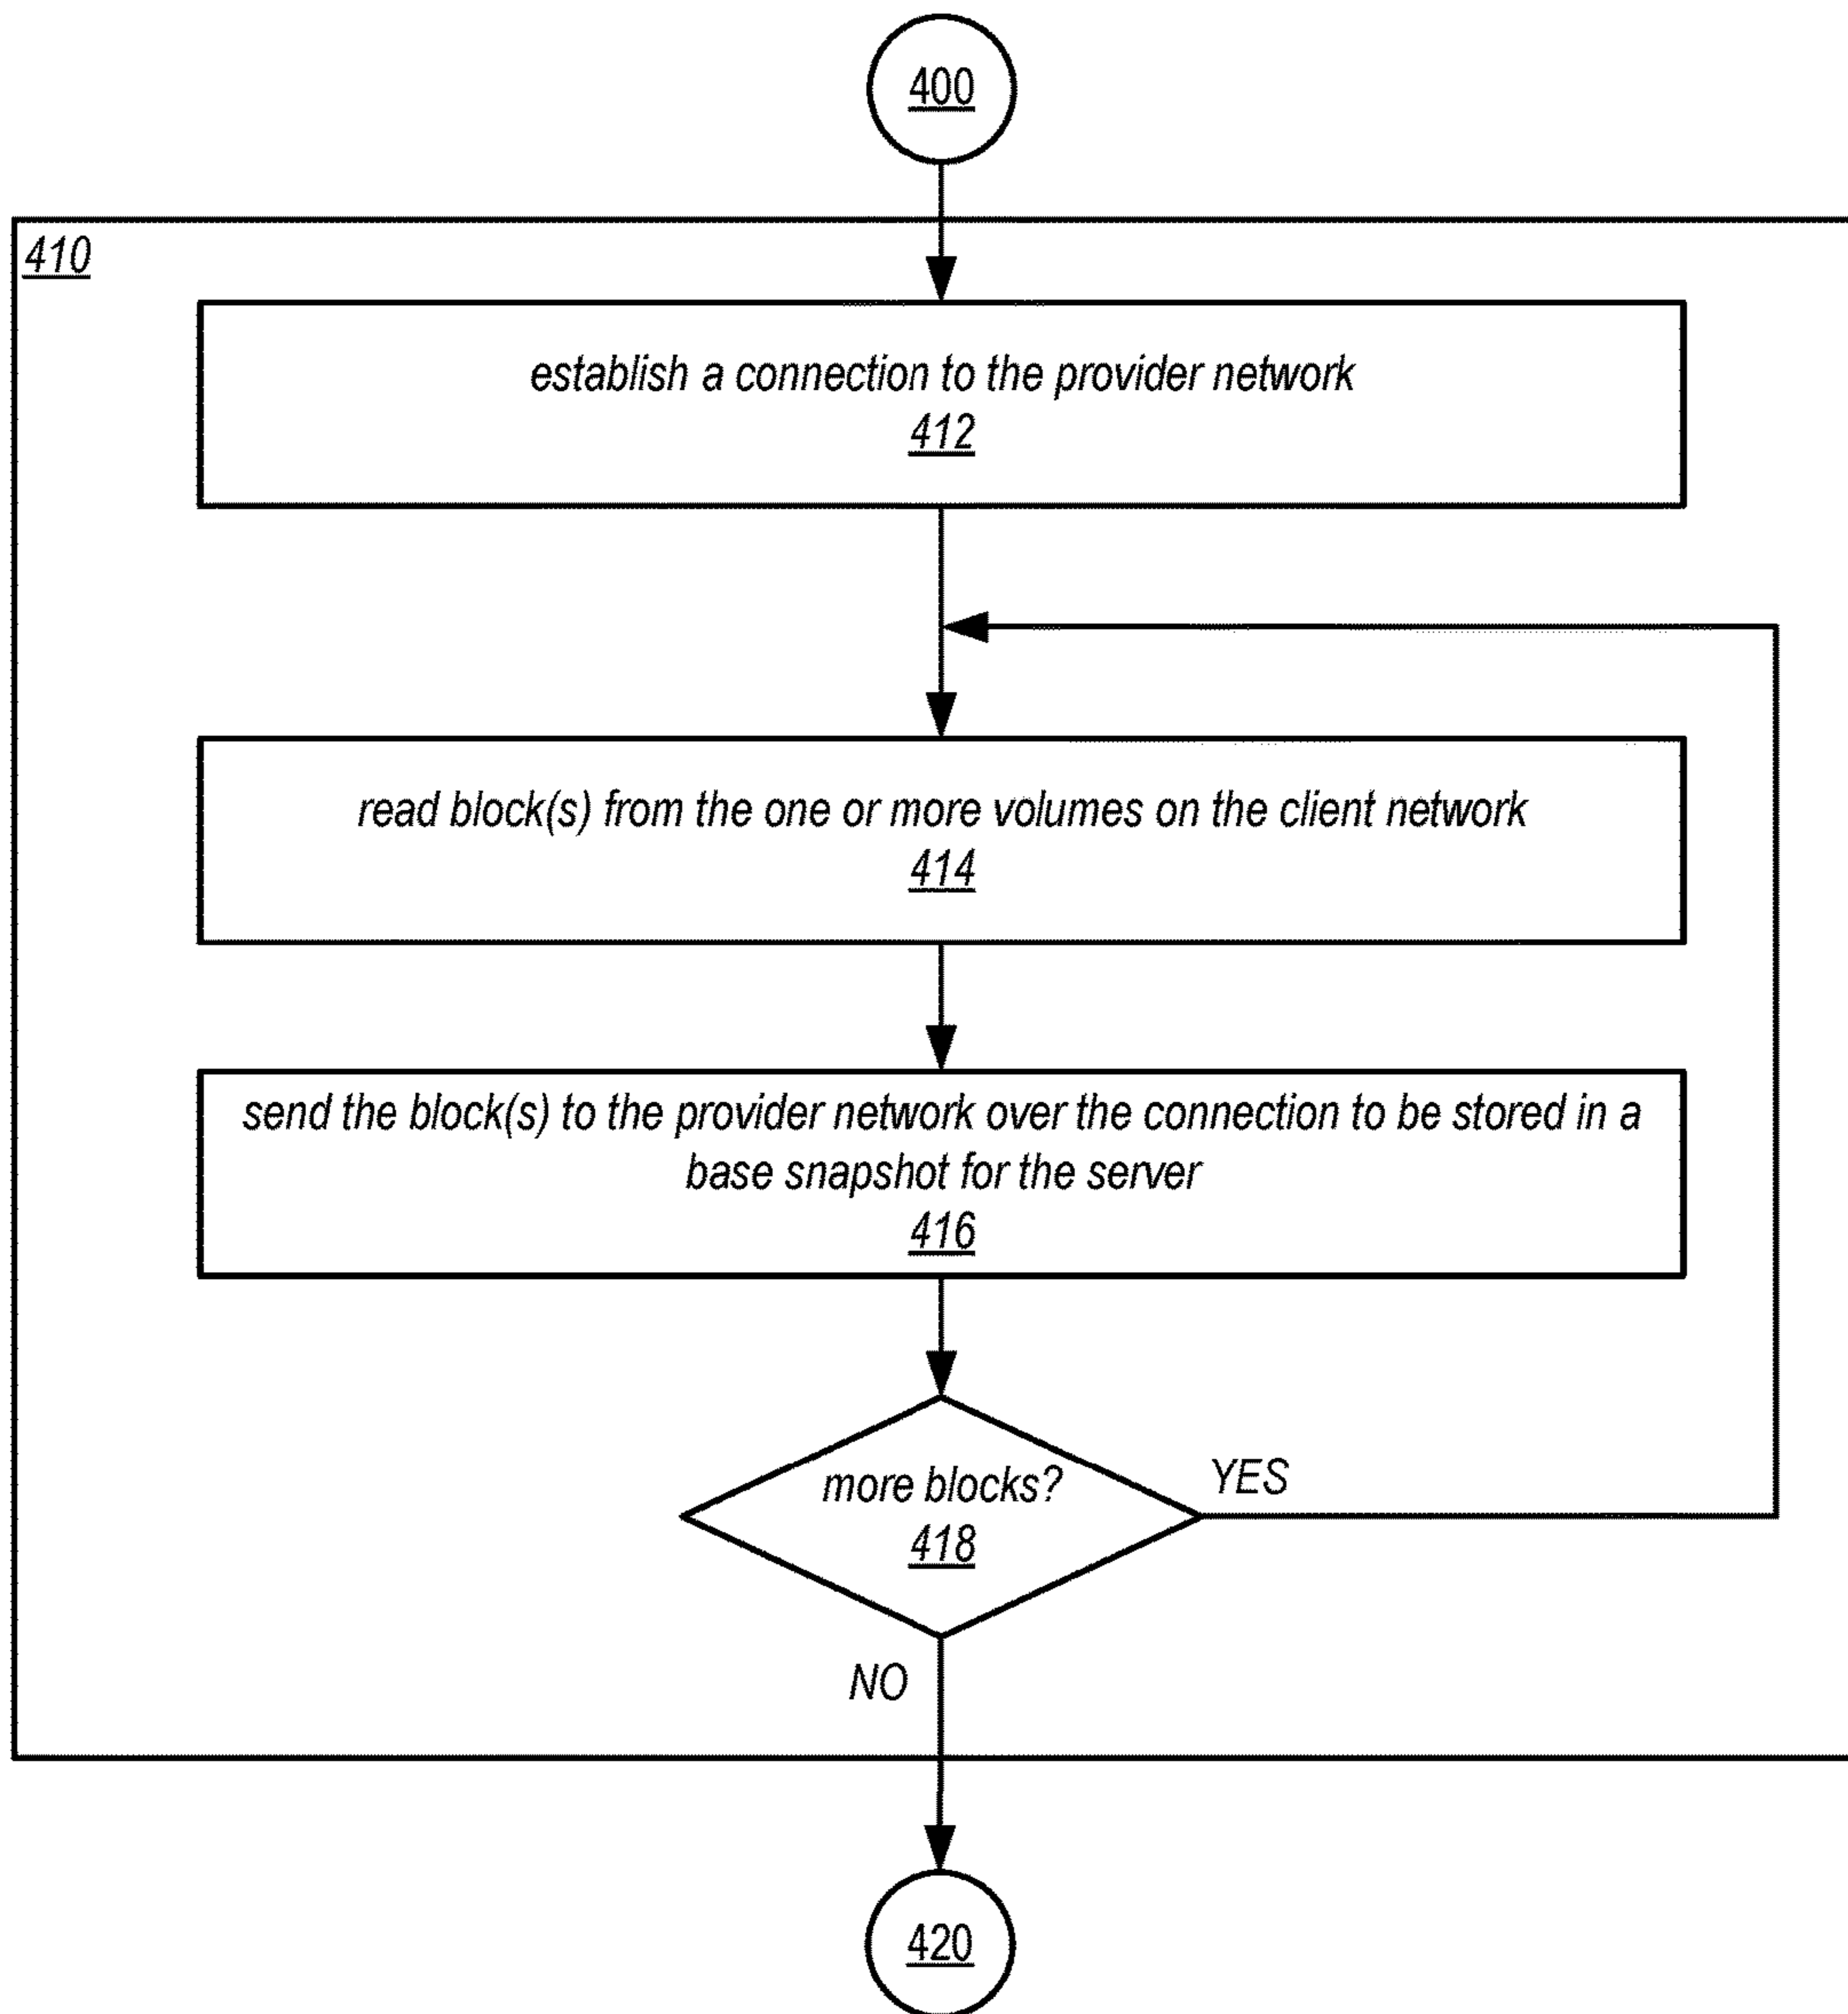 400
410
establish a connection to the provider network
412
read block(s) from the one or more volumes on the client network
414
send the block(s) to the provider network over the connection to be stored in a
base snapshot for the server
416
more blocks?
418
YES
NO
420